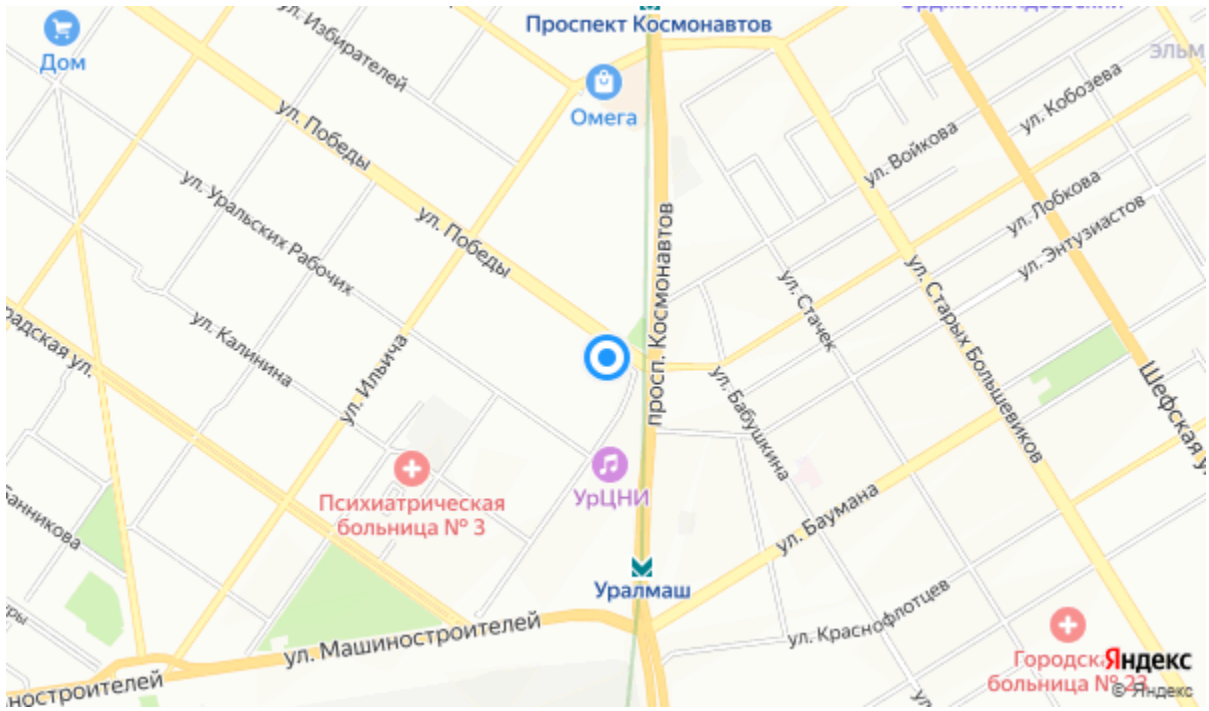 Проспект Космонавтов
ул. Избирателей
Дом
Омега
ул. Кобозева
ул. Войкова
ул. Победы
ул. Уральских Рабочих
ул. Победы
ул. Лобкова
ул. Энтузиастов
просп. Космонавтов
ул. Стачек
ул. Старых Большевиков
ул. Калинина
ул. Ильича
ул. Бабушкина
Шефская
УрЦНИ
Психиатрическая
больница № 3
ул. Баумана
Банникова
Уралмаш
ул. Машиностроителей
ул. Краснофлотцев
Городска
больница № 23
Яндекс
© Яндекс